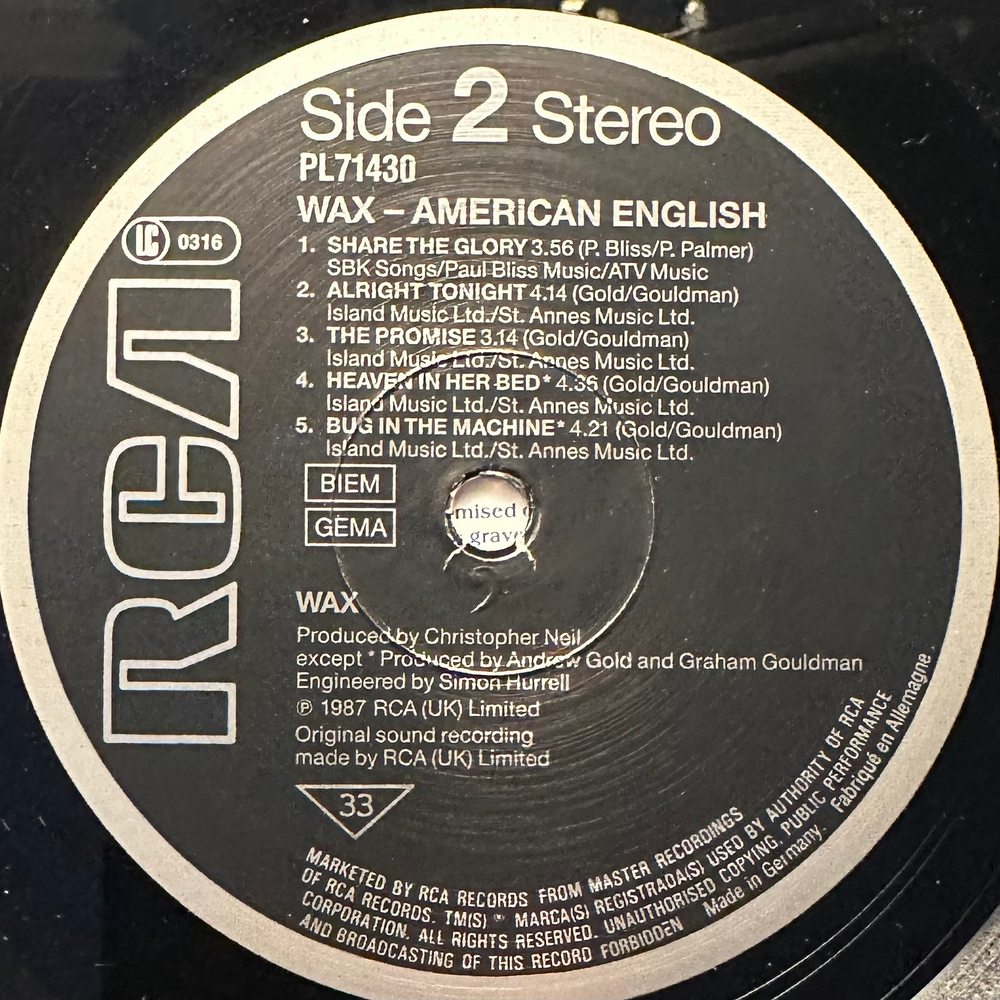 Side 2 Stereo
PL71430
WAX – AMERICAN ENGLISH
LC 0316
1. SHARE THE GLORY 3.56 (P. Bliss/P. Palmer)
SBK Songs/Paul Bliss Music/ATV Music
2. ALRIGHT TONIGHT 4.14 (Gold/Gouldman)
Island Music Ltd./St. Annes Music Ltd.
3. THE PROMISE 3.14 (Gold/Gouldman)
Island Music Ltd./St. Annes Music Ltd.
4. HEAVEN IN HER BED* 4.36 (Gold/Gouldman)
Island Music Ltd./St. Annes Music Ltd.
5. BUG IN THE MACHINE* 4.21 (Gold/Gouldman)
Island Music Ltd./St. Annes Music Ltd.
BIEM
GEMA
mised
grave
RCA
WAX
Produced by Christopher Neil
except * Produced by Andrew Gold and Graham Gouldman
Engineered by Simon Hurrell
℗ 1987 RCA (UK) Limited
Original sound recording
made by RCA (UK) Limited
33
MARKETED BY RCA RECORDS FROM MASTER RECORDINGS
OF RCA RECORDS. TM(S) ® MARCA(S) REGISTRADA(S) USED BY AUTHORITY OF RCA
CORPORATION. ALL RIGHTS RESERVED. UNAUTHORISED COPYING, PUBLIC PERFORMANCE
AND BROADCASTING OF THIS RECORD FORBIDDEN Made in Germany. Fabriqué en Allemagne.